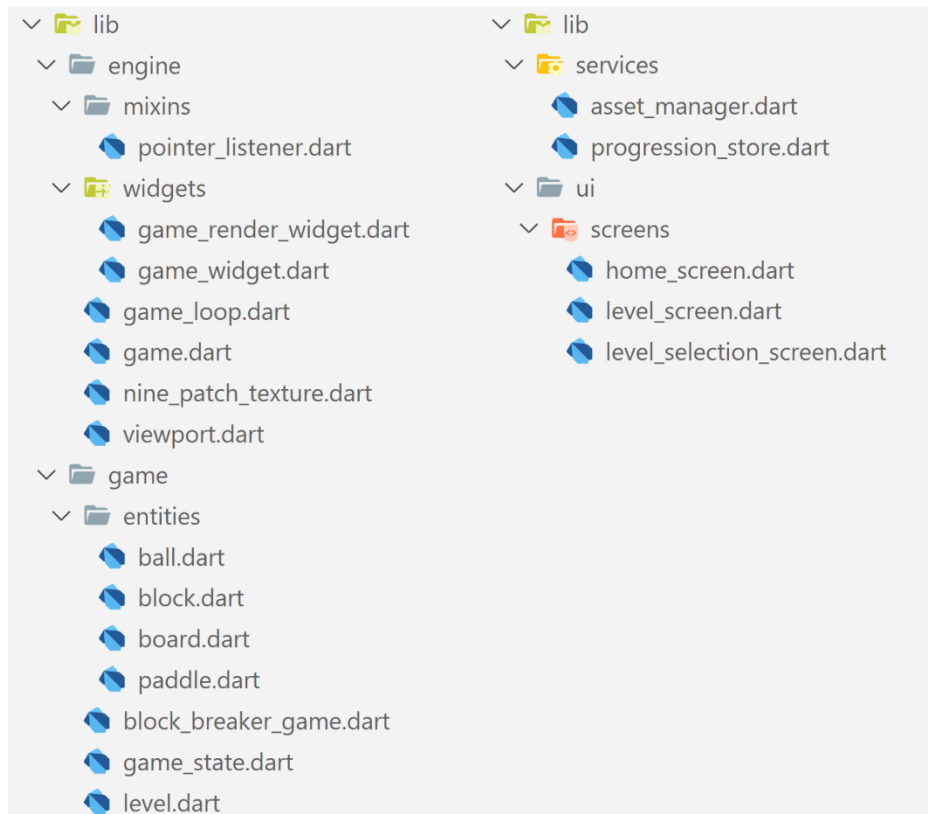 lib
engine
mixins
pointer_listener.dart
widgets
game_render_widget.dart
game_widget.dart
game_loop.dart
game.dart
nine_patch_texture.dart
viewport.dart
game
entities
ball.dart
block.dart
board.dart
paddle.dart
block_breaker_game.dart
game_state.dart
level.dart
lib
services
asset_manager.dart
progression_store.dart
ui
screens
home_screen.dart
level_screen.dart
level_selection_screen.dart